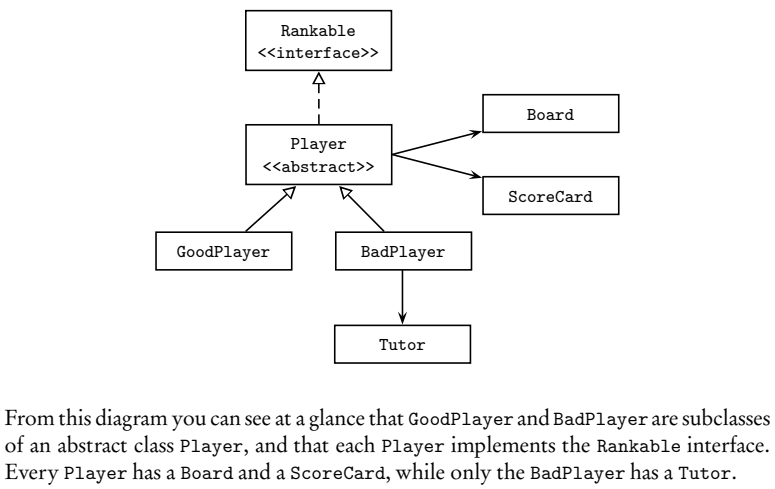 Rankable
<<interface>>
Player
<<abstract>>
Board
ScoreCard
GoodPlayer
BadPlayer
Tutor
From this diagram you can see at a glance that GoodPlayer and BadPlayer are subclasses
of an abstract class Player, and that each Player implements the Rankable interface.
Every Player has a Board and a ScoreCard, while only the BadPlayer has a Tutor.